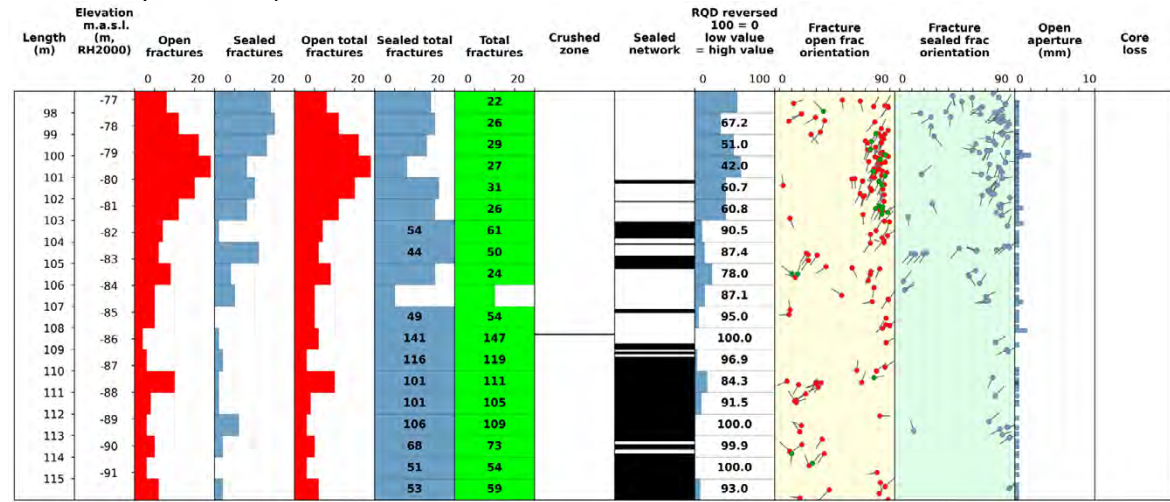 Length (m)
Elevation m.a.s.l. (m, RH2000)
Open fractures
Sealed fractures
Open total fractures
Sealed total fractures
Total fractures
Crushed zone
Sealed network
RQD reversed 100 = 0 low value = high value
Fracture open frac orientation
Fracture sealed frac orientation
Open aperture (mm)
Core loss
0 20 0 20 0 20 0 20 0 20 0 100 0 90 0 90 0 10
-77 22
98 -78 26 67.2
99 29 51.0
100 -79 27 42.0
101 -80 31 60.7
102 -81 26 60.8
103 -82 54 61 90.5
104 -83 44 50 87.4
105 24 78.0
106 -84 87.1
107 -85 49 54 95.0
108 -86 141 147 100.0
109 -87 116 119 96.9
110 101 111 84.3
111 -88 101 105 91.5
112 -89 106 109 100.0
113 -90 68 73 99.9
114 -91 51 54 100.0
115 53 59 93.0